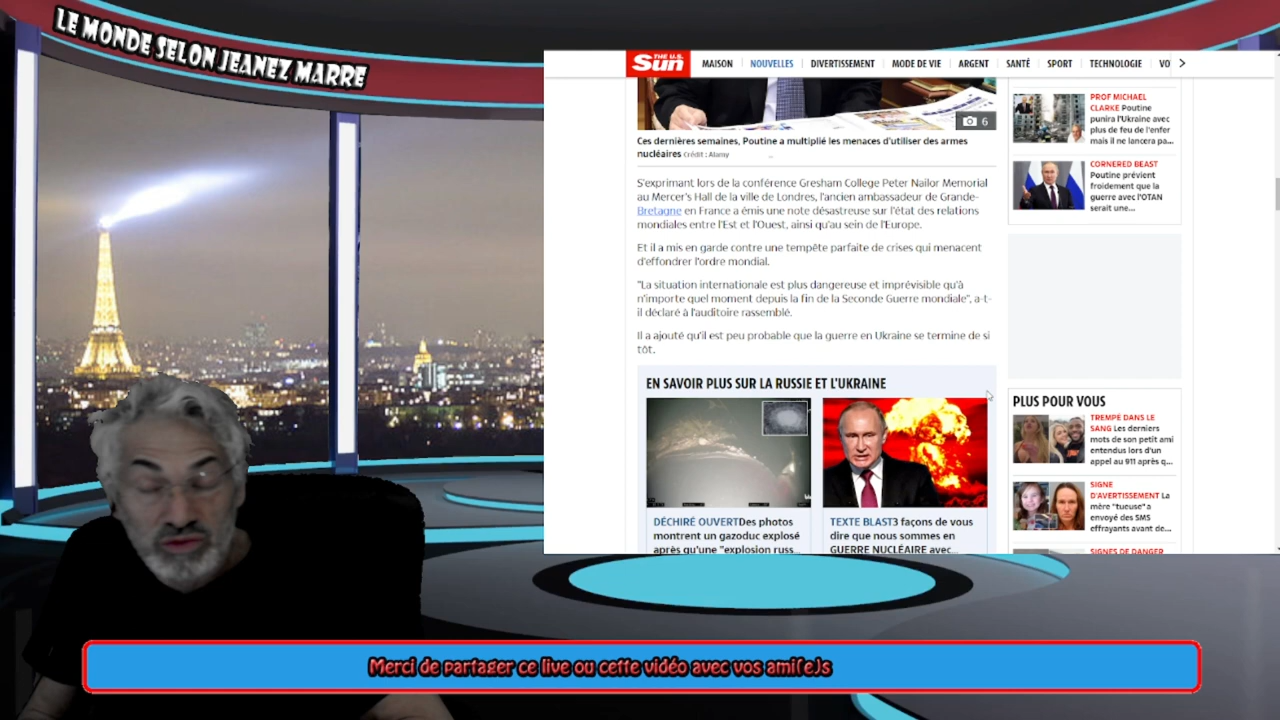 LE MONDE SELON JEANEZ MARRE
THE U.S. Sun
MAISON
NOUVELLES
DIVERTISSEMENT
MODE DE VIE
ARGENT
SANTÉ
SPORT
TECHNOLOGIE
VO
6
Ces dernières semaines, Poutine a multiplié les menaces d'utiliser des armes
nucléaires Crédit : Alamy
S'exprimant lors de la conférence Gresham College Peter Nailor Memorial
au Mercer's Hall de la ville de Londres, l'ancien ambassadeur de Grande-
Bretagne en France a émis une note désastreuse sur l'état des relations
mondiales entre l'Est et l'Ouest, ainsi qu'au sein de l'Europe.
Et il a mis en garde contre une tempête parfaite de crises qui menacent
d'effondrer l'ordre mondial.
"La situation internationale est plus dangereuse et imprévisible qu'à
n'importe quel moment depuis la fin de la Seconde Guerre mondiale", a-t-
il déclaré à l'auditoire rassemblé.
Il a ajouté qu'il est peu probable que la guerre en Ukraine se termine de si
tôt.
EN SAVOIR PLUS SUR LA RUSSIE ET L'UKRAINE
DÉCHIRÉ OUVERTDes photos
montrent un gazoduc explosé
après qu'une "explosion russ...
TEXTE BLAST3 façons de vous
dire que nous sommes en
GUERRE NUCLÉAIRE avec...
PROF MICHAEL
CLARKE Poutine
punira l'Ukraine avec
plus de feu de l'enfer
mais il ne lancera pa...
CORNERED BEAST
Poutine prévient
froidement que la
guerre avec l'OTAN
serait une...
PLUS POUR VOUS
TREMPÉ DANS LE
SANG Les derniers
mots de son petit ami
entendus lors d'un
appel au 911 après q...
SIGNE
D'AVERTISSEMENT La
mère "tueuse" a
envoyé des SMS
effrayants avant de...
SIGNES DE DANGER
Merci de partager ce live ou cette vidéo avec vos ami(e)s